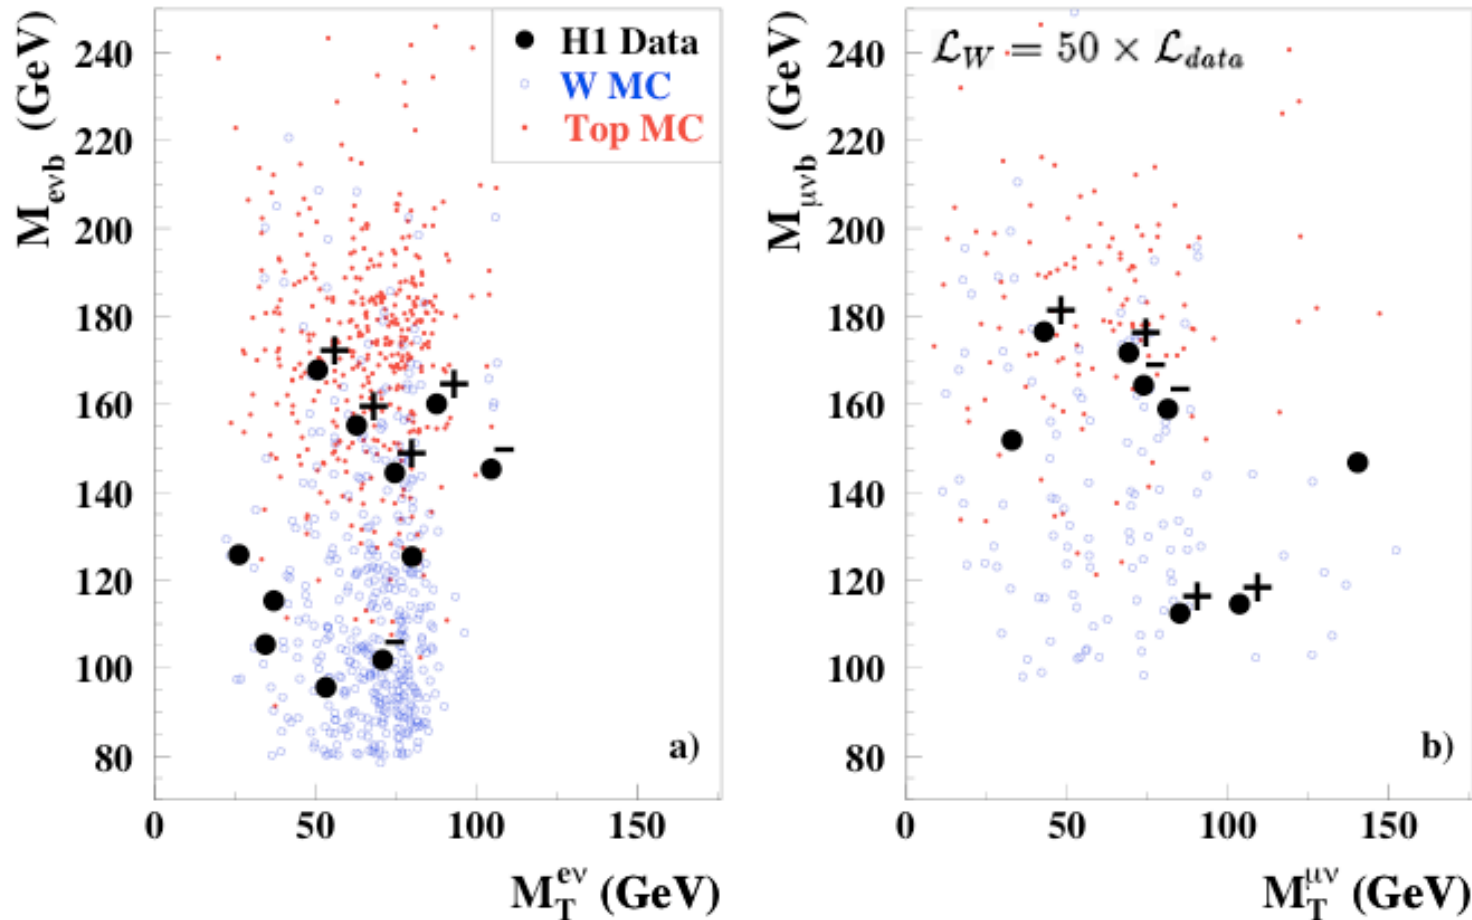 M_eνb (GeV)
240
220
200
180
160
140
120
100
80
H1 Data
W MC
Top MC
a)
0 50 100 150
M_T^eν (GeV)
M_μνb (GeV)
240
220
200
180
160
140
120
100
80
ℒ_W = 50 × ℒ_data
b)
0 50 100 150
M_T^μν (GeV)